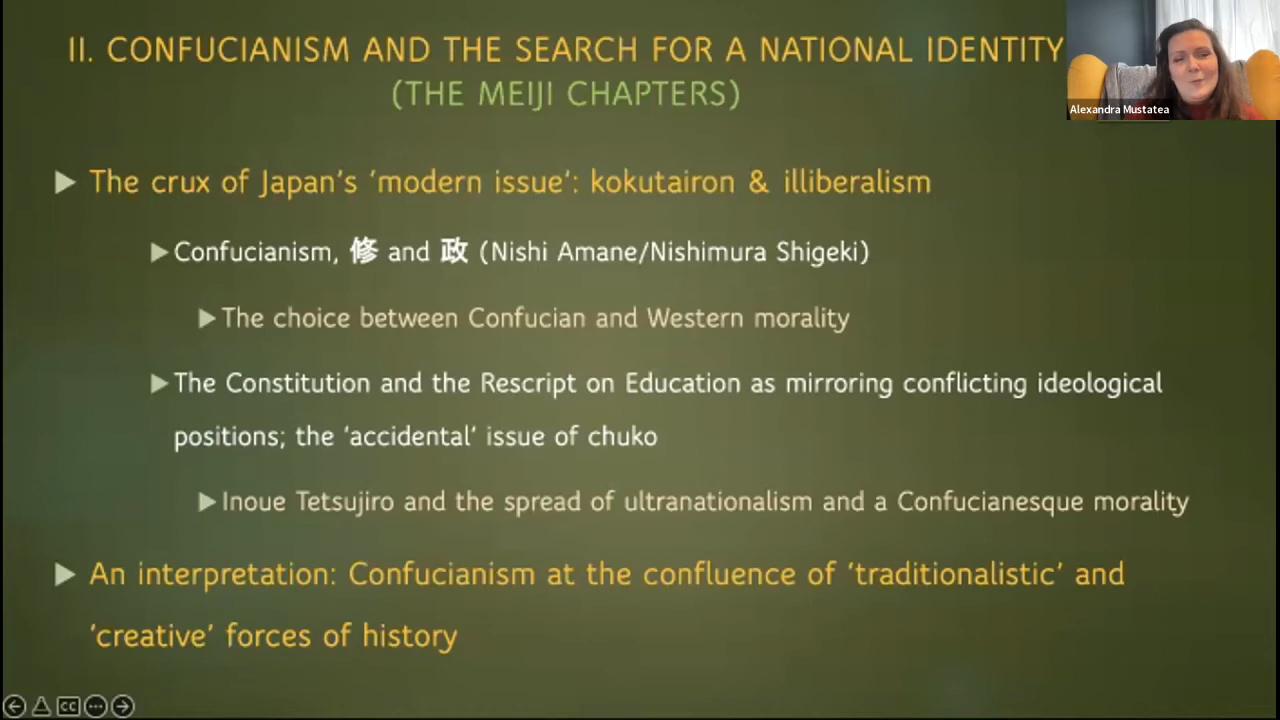 II. CONFUCIANISM AND THE SEARCH FOR A NATIONAL IDENTITY
(THE MEIJI CHAPTERS)
Alexandra Mustatea
The crux of Japan's 'modern issue': kokutairon & illiberalism
Confucianism, 修 and 政 (Nishi Amane/Nishimura Shigeki)
The choice between Confucian and Western morality
The Constitution and the Rescript on Education as mirroring conflicting ideological
positions; the 'accidental' issue of chuko
Inoue Tetsujiro and the spread of ultranationalism and a Confucianesque morality
An interpretation: Confucianism at the confluence of 'traditionalistic' and
'creative' forces of history
CC